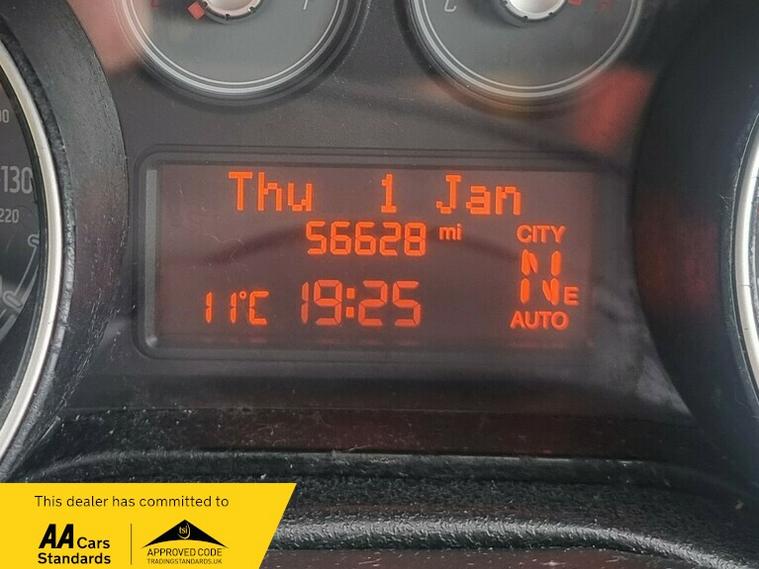 130
220
Thu 1 Jan
56628 mi
CITY
N
E
11°C 19:25
AUTO
This dealer has committed to
AA Cars
Standards
tsi
APPROVED CODE
TRADINGSTANDARDS.UK